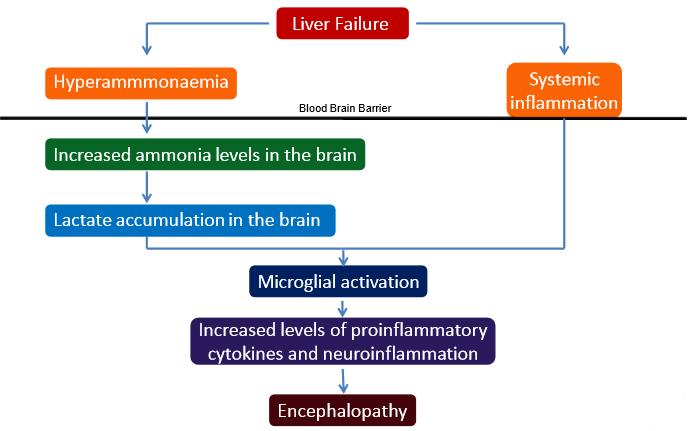 Liver Failure
Hyperammmonaemia
Systemic
inflammation
Blood Brain Barrier
Increased ammonia levels in the brain
Lactate accumulation in the brain
Microglial activation
Increased levels of proinflammatory
cytokines and neuroinflammation
Encephalopathy